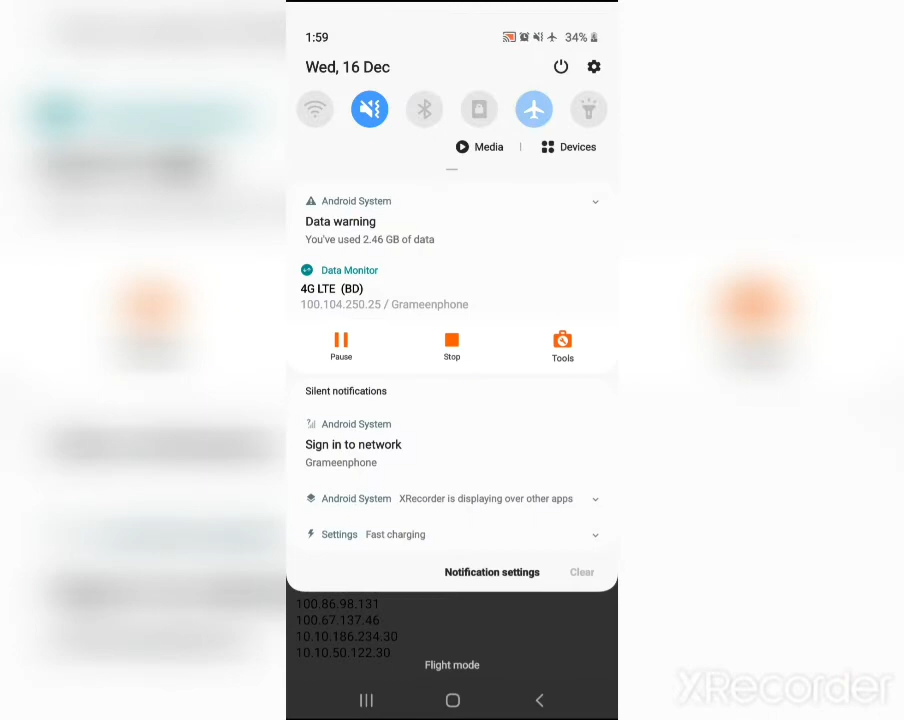 1:59
34%
Wed, 16 Dec
Media | Devices
Android System
Data warning
You've used 2.46 GB of data
Data Monitor
4G LTE (BD)
100.104.250.25 / Grameenphone
Pause
Stop
Tools
Silent notifications
Android System
Sign in to network
Grameenphone
Android System XRecorder is displaying over other apps
Settings Fast charging
Notification settings
Clear
100.86.98.131
100.67.137.46
10.10.186.234.30
10.10.50.122.30
Flight mode
XRecorder